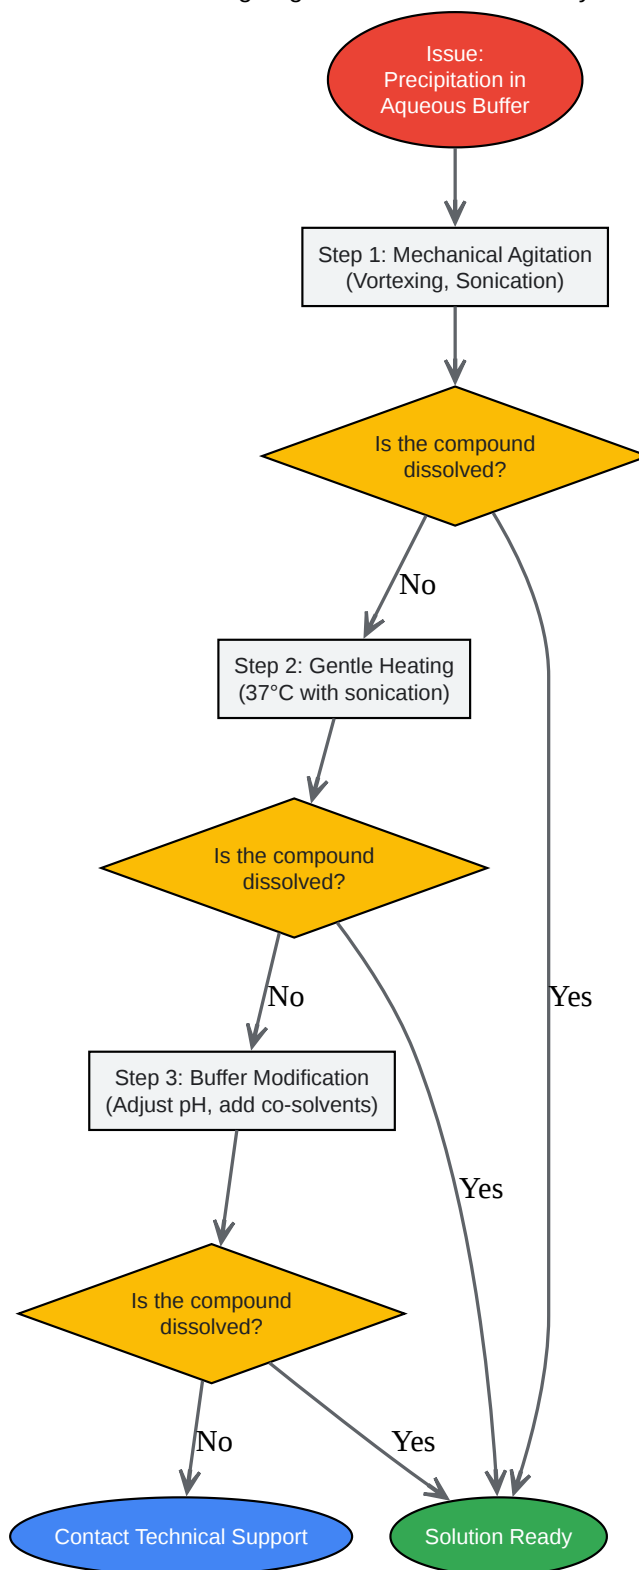 Issue:
Precipitation in
Aqueous Buffer
Step 1: Mechanical Agitation
(Vortexing, Sonication)
Is the compound
dissolved?
No
Step 2: Gentle Heating
(37°C with sonication)
Is the compound
dissolved?
No
Yes
Step 3: Buffer Modification
(Adjust pH, add co-solvents)
Yes
Is the compound
dissolved?
No
Yes
Contact Technical Support
Solution Ready